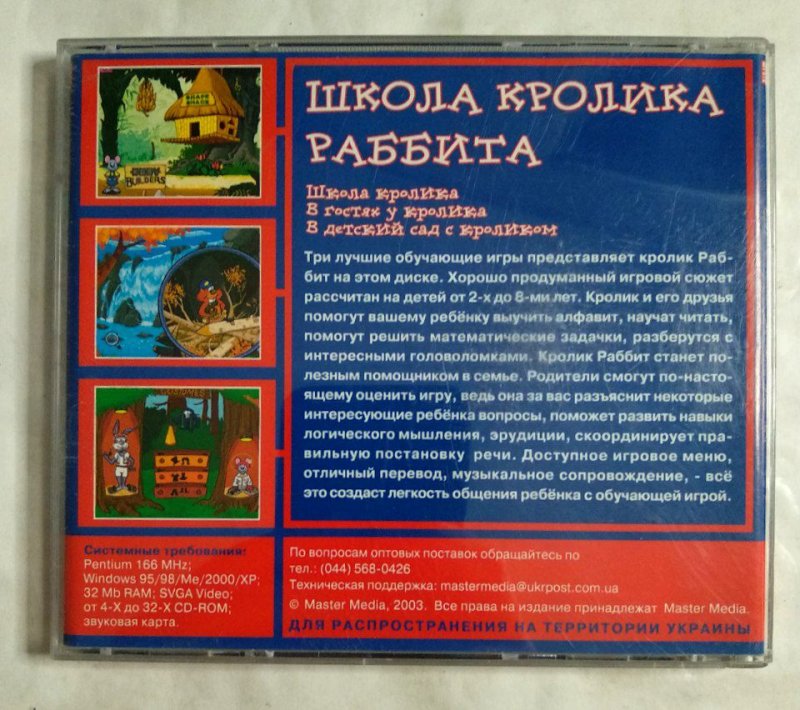 ШКОЛА КРОЛИКА
РАББИТА
Школа кролика
В гостях у кролика
В детский сад с кроликом
Три лучшие обучающие игры представляет кролик Раб-
бит на этом диске. Хорошо продуманный игровой сюжет
рассчитан на детей от 2-х до 8-ми лет. Кролик и его друзья
помогут вашему ребёнку выучить алфавит, научат читать,
помогут решить математические задачки, разберутся с
интересными головоломками. Кролик Раббит станет по-
лезным помощником в семье. Родители смогут по-насто-
ящему оценить игру, ведь она за вас разъяснит некоторые
интересующие ребёнка вопросы, поможет развить навыки
логического мышления, эрудиции, скоординирует пра-
вильную постановку речи. Доступное игровое меню,
отличный перевод, музыкальное сопровождение, - всё
это создаст легкость общения ребёнка с обучающей игрой.
SHAPE
SHACK
BUILDERS
Системные требования:
Pentium 166 MHz;
Windows 95/98/Me/2000/XP;
32 Mb RAM; SVGA Video;
от 4-X до 32-X CD-ROM;
звуковая карта.
По вопросам оптовых поставок обращайтесь по
тел.: (044) 568-0426
Техническая поддержка: mastermedia@ukrpost.com.ua
© Master Media, 2003. Все права на издание принадлежат Master Media.
ДЛЯ РАСПРОСТРАНЕНИЯ НА ТЕРРИТОРИИ УКРАИНЫ